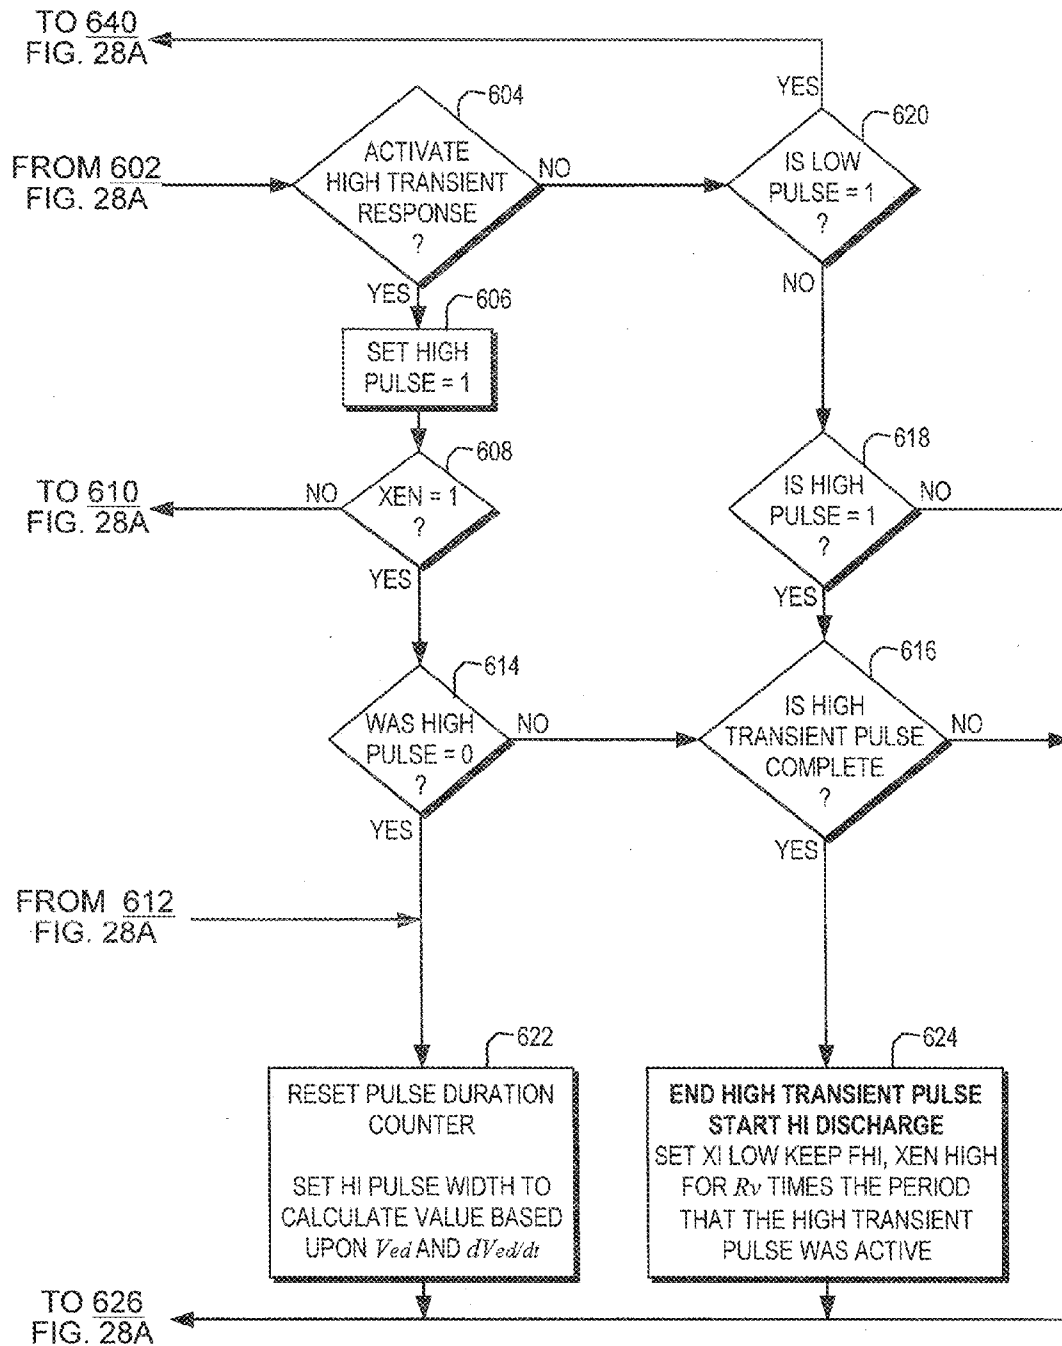 TO 640
FIG. 28A
YES
604
620
FROM 602
FIG. 28A
ACTIVATE
HIGH TRANSIENT
RESPONSE
?
NO
IS LOW
PULSE = 1
?
YES
NO
606
SET HIGH
PULSE = 1
608
618
TO 610
FIG. 28A
NO
XEN = 1
?
IS HIGH
PULSE = 1
?
NO
YES
YES
614
616
WAS HIGH
PULSE = 0
?
NO
IS HIGH
TRANSIENT PULSE
COMPLETE
?
NO
YES
YES
FROM 612
FIG. 28A
622
624
RESET PULSE DURATION
COUNTER
SET HI PULSE WIDTH TO
CALCULATE VALUE BASED
UPON Ved AND dVed/dt
END HIGH TRANSIENT PULSE
START HI DISCHARGE
SET XI LOW KEEP FHI, XEN HIGH
FOR Rv TIMES THE PERIOD
THAT THE HIGH TRANSIENT
PULSE WAS ACTIVE
TO 626
FIG. 28A